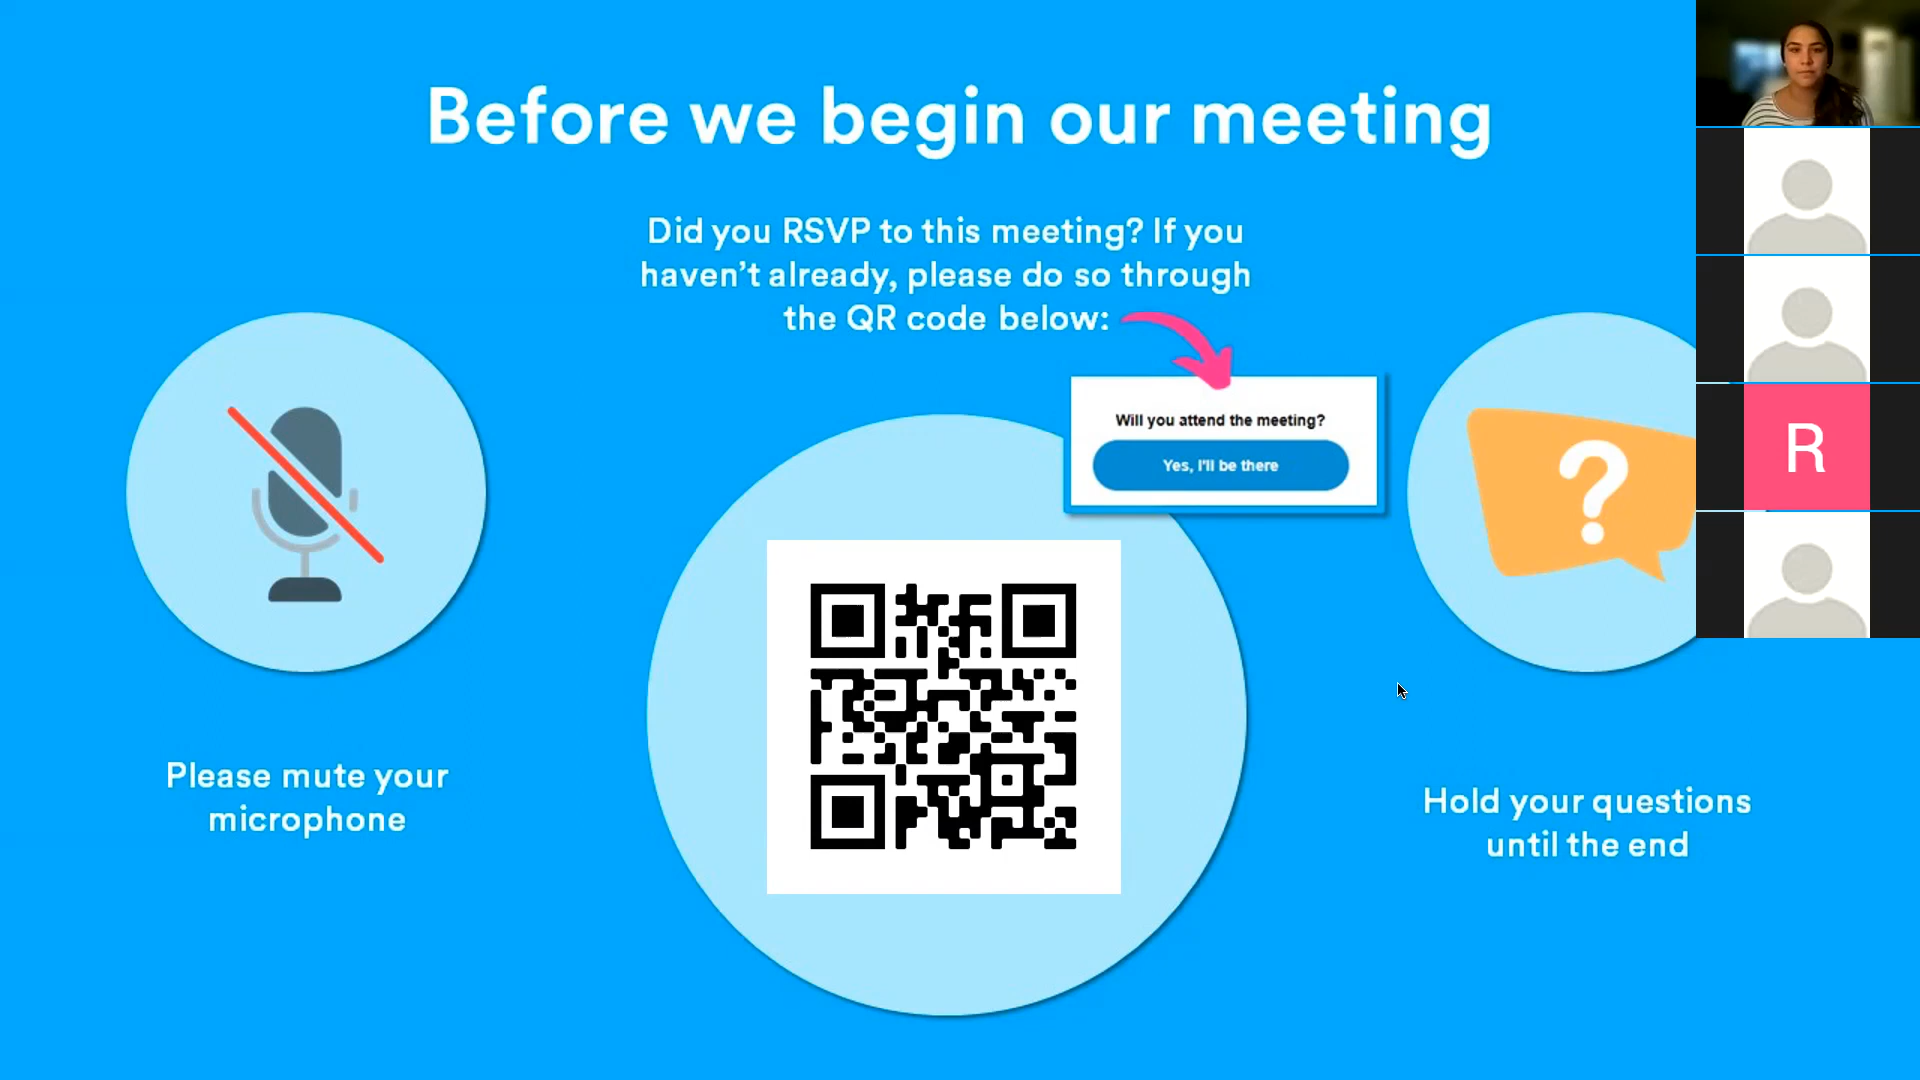 Before we begin our meeting
Did you RSVP to this meeting? If you
haven’t already, please do so through
the QR code below:
Will you attend the meeting?
Yes, I'll be there
?
R
Please mute your
microphone
Hold your questions
until the end